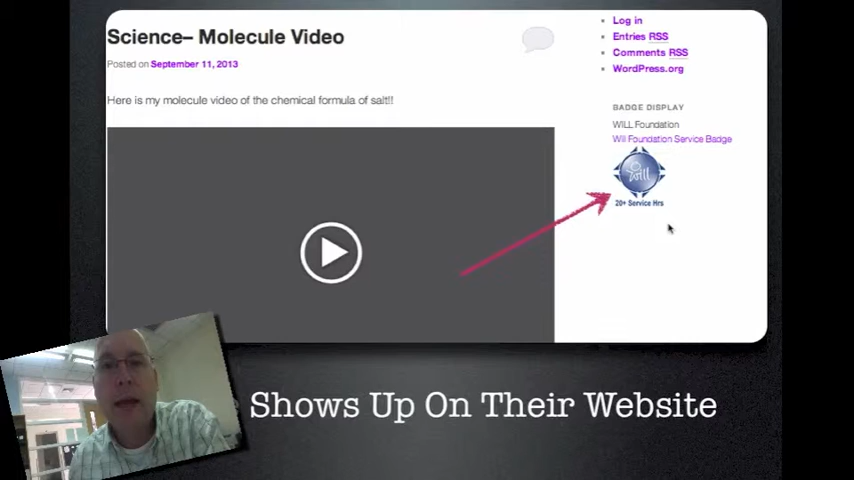 Science– Molecule Video
Posted on September 11, 2013
Here is my molecule video of the chemical formula of salt!!
Log in
Entries RSS
Comments RSS
WordPress.org
BADGE DISPLAY
WILL Foundation
Will Foundation Service Badge
will
20+ Service Hrs
Shows Up On Their Website